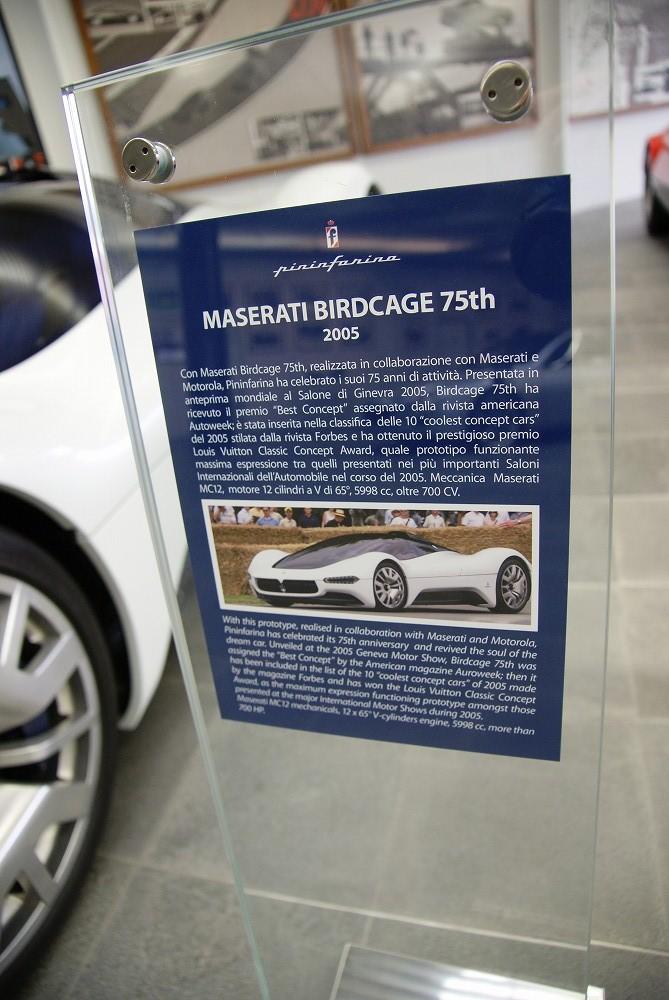 pininfarina
MASERATI BIRDCAGE 75th
2005
Con Maserati Birdcage 75th, realizzata in collaborazione con Maserati e
Motorola, Pininfarina ha celebrato i suoi 75 anni di attività. Presentata in
anteprima mondiale al Salone di Ginevra 2005, Birdcage 75th ha
ricevuto il premio “Best Concept” assegnato dalla rivista americana
Autoweek; è stata inserita nella classifica delle 10 “coolest concept cars”
del 2005 stilata dalla rivista Forbes e ha ottenuto il prestigioso premio
Louis Vuitton Classic Concept Award, quale prototipo funzionante
massima espressione tra quelli presentati nei più importanti Saloni
Internazionali dell'Automobile nel corso del 2005. Meccanica Maserati
MC12, motore 12 cilindri a V di 65°, 5998 cc, oltre 700 CV.
With this prototype, realised in collaboration with Maserati and Motorola,
Pininfarina has celebrated its 75th anniversary and revived the soul of the
dream car. Unveiled at the 2005 Geneva Motor Show, Birdcage 75th was
assigned the “Best Concept” by the American magazine Auroweek; then it
has been included in the list of the 10 “coolest concept cars” of 2005 made
by the magazine Forbes and has won the Louis Vuitton Classic Concept
Award, as the maximum expression functioning prototype amongst those
presented at the major International Motor Shows during 2005.
Maserati MC12 mechanicals, 12 x 65° V-cylinders engine, 5998 cc, more than
700 HP.